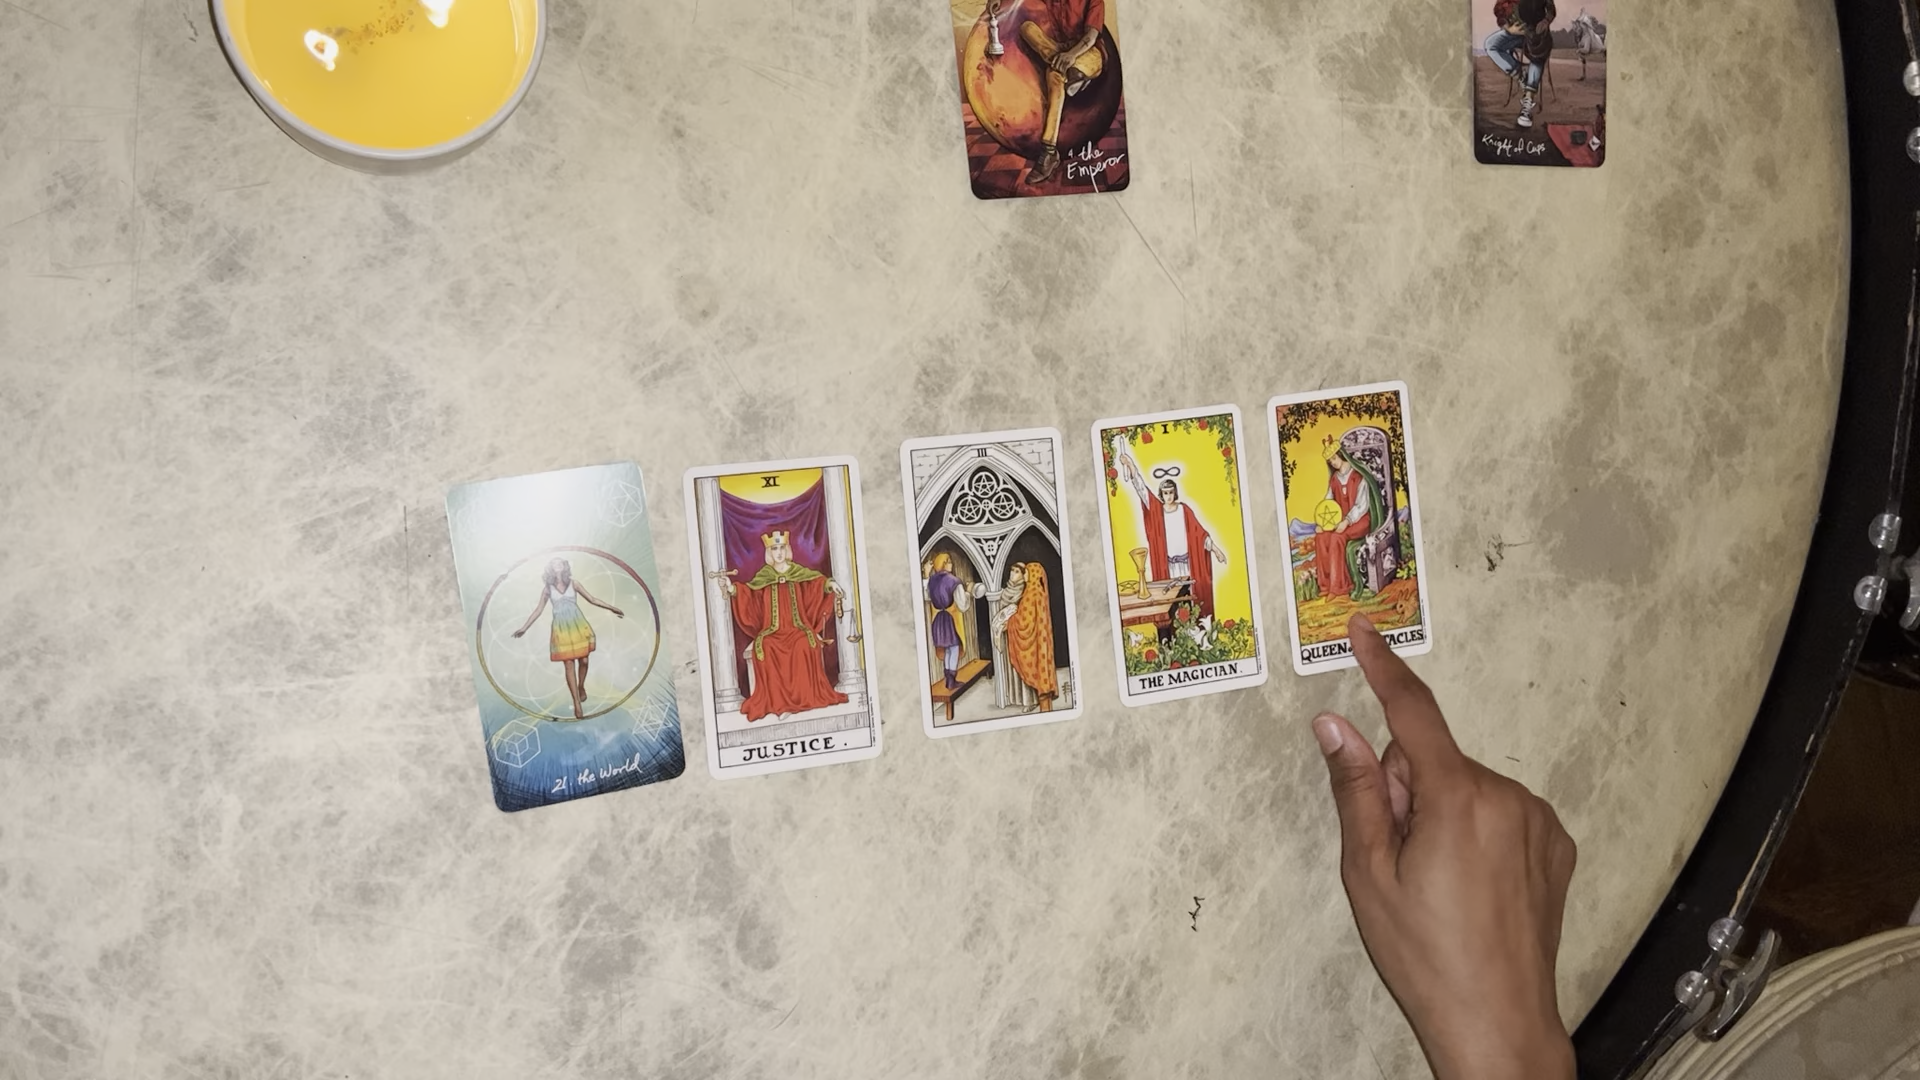 4 the
Emperor
Knight of Cups
21 the World
XI
JUSTICE.
III
I
THE MAGICIAN.
QUEEN TACLES